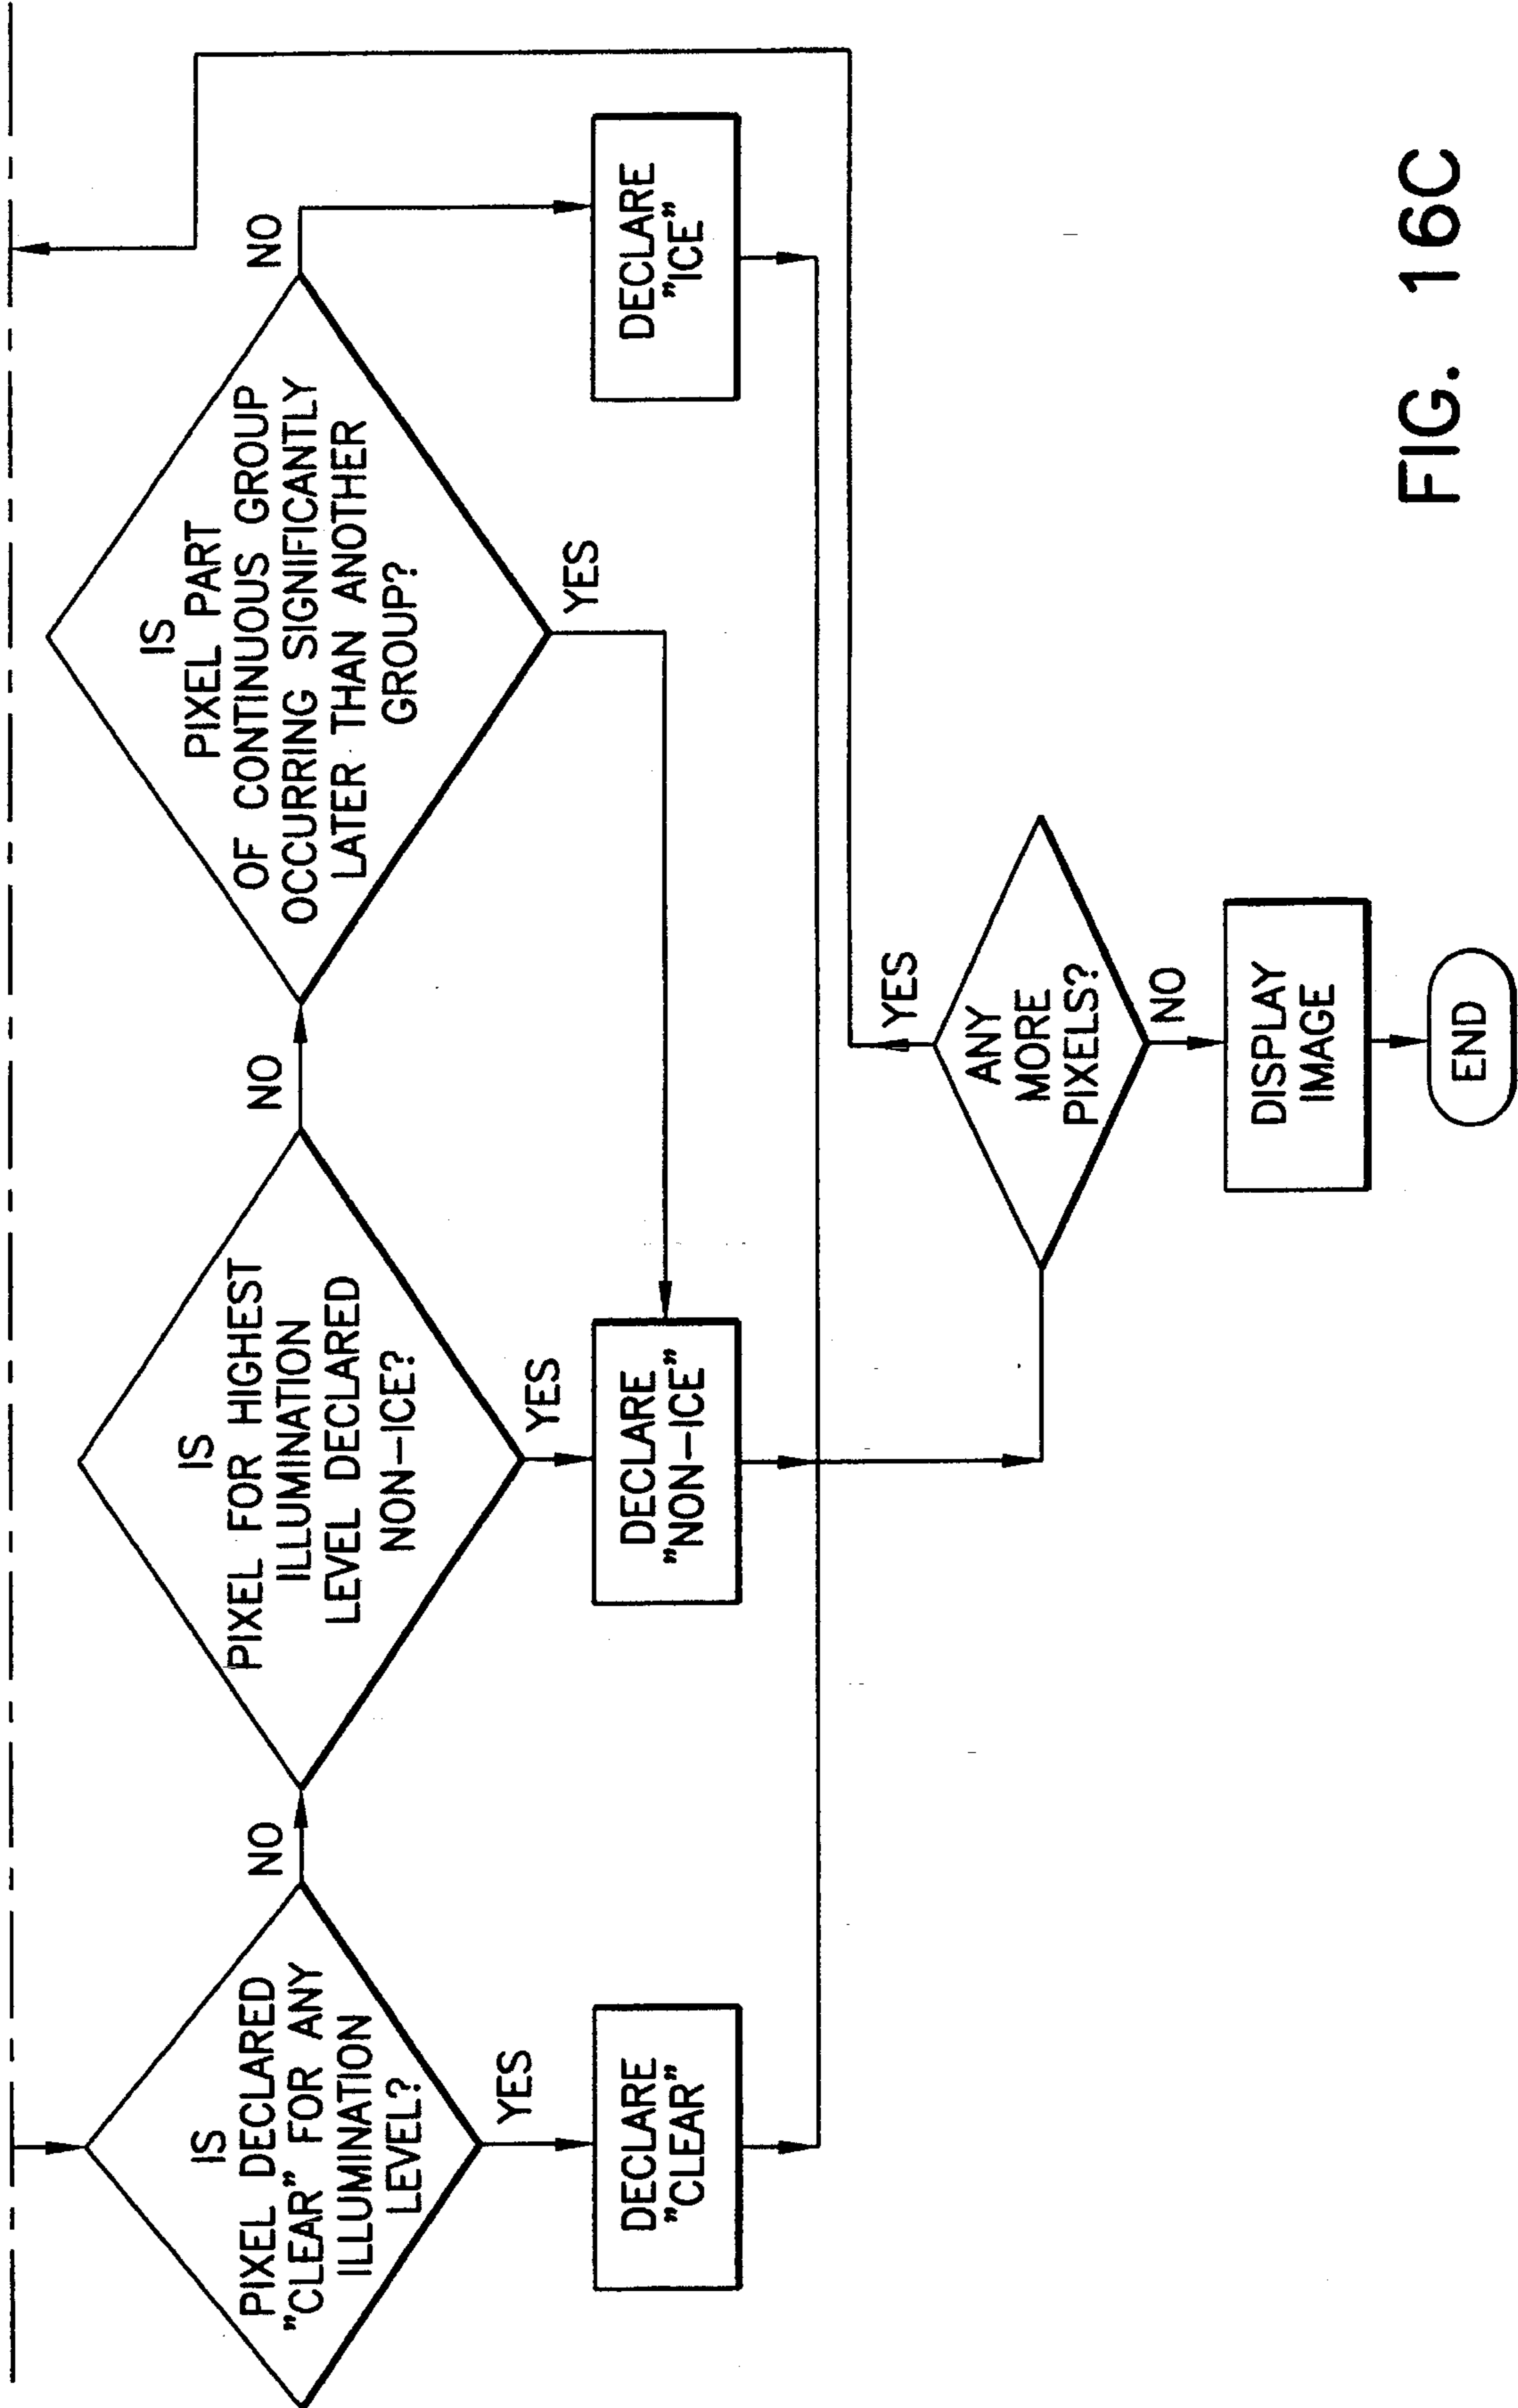 IS
PIXEL DECLARED
"CLEAR" FOR ANY
ILLUMINATION
LEVEL?
NO
YES
DECLARE
"CLEAR"
IS
PIXEL FOR HIGHEST
ILLUMINATION
LEVEL DECLARED
NON-ICE?
NO
YES
DECLARE
"NON-ICE"
IS
PIXEL PART
OF CONTINUOUS GROUP
OCCURRING SIGNIFICANTLY
LATER THAN ANOTHER
GROUP?
NO
YES
DECLARE
"ICE"
ANY
MORE
PIXELS?
YES
NO
DISPLAY
IMAGE
END
FIG. 16C